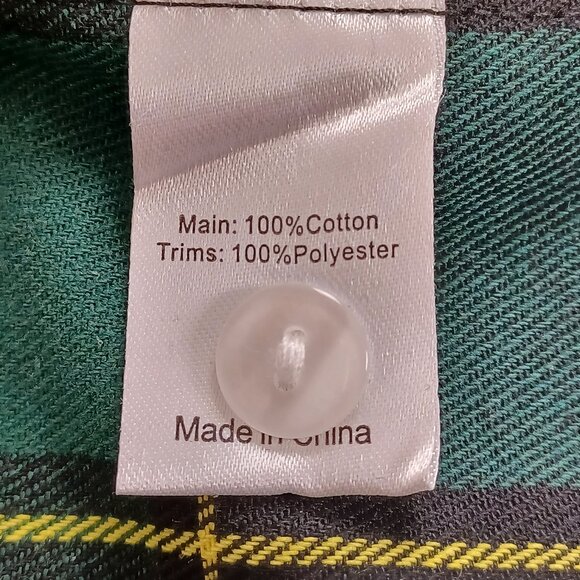 Main: 100%Cotton
Trims: 100%Polyester
Made in China